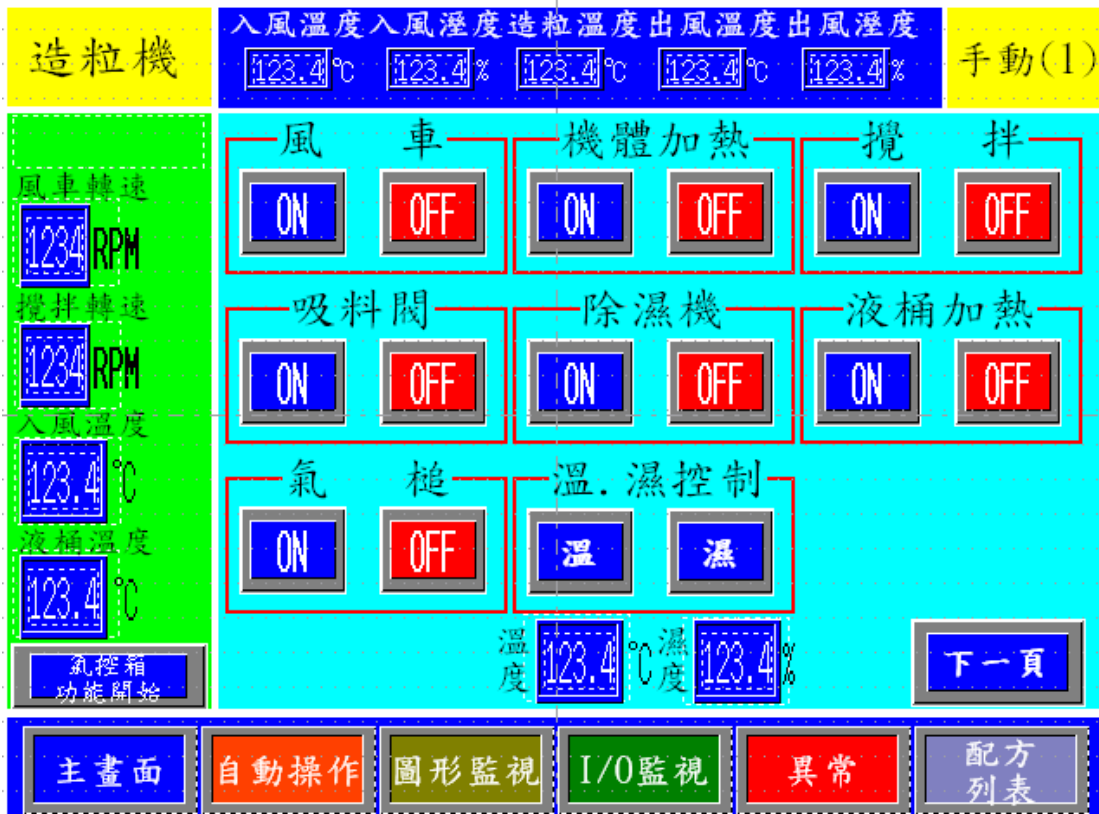 造粒機
入風溫度 入風溼度 造粒溫度 出風溫度 出風溼度
123.4℃ 123.4% 123.4℃ 123.4℃ 123.4%
手動(1)
風車轉速
1234 RPM
攪拌轉速
1234 RPM
入風溫度
123.4 ℃
液桶溫度
123.4 ℃
氣控箱
功能開始
風 車
ON OFF
機體加熱
ON OFF
攪 拌
ON OFF
吸料閥
ON OFF
除濕機
ON OFF
液桶加熱
ON OFF
氣 槌
ON OFF
溫.濕控制
溫 濕
溫度 123.4 ℃ 濕度 123.4 %
下一頁
主畫面
自動操作
圖形監視
I/O監視
異常
配方
列表